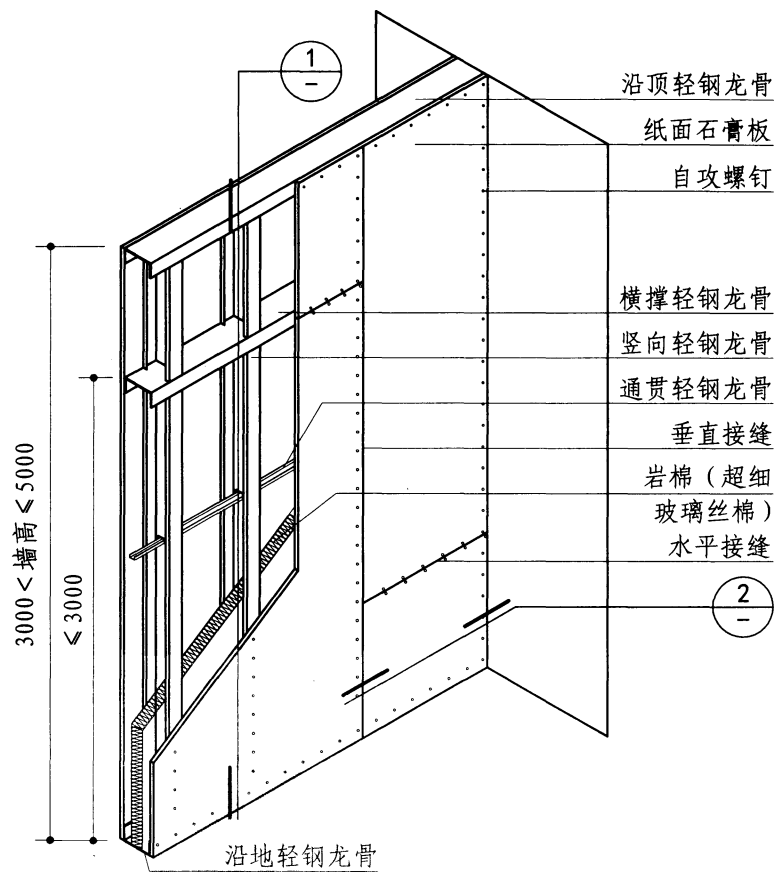 1
–
沿顶轻钢龙骨
纸面石膏板
自攻螺钉
横撑轻钢龙骨
竖向轻钢龙骨
通贯轻钢龙骨
垂直接缝
岩棉（超细
玻璃丝棉）
水平接缝
2
–
3000<墙高≤5000
≤3000
沿地轻钢龙骨